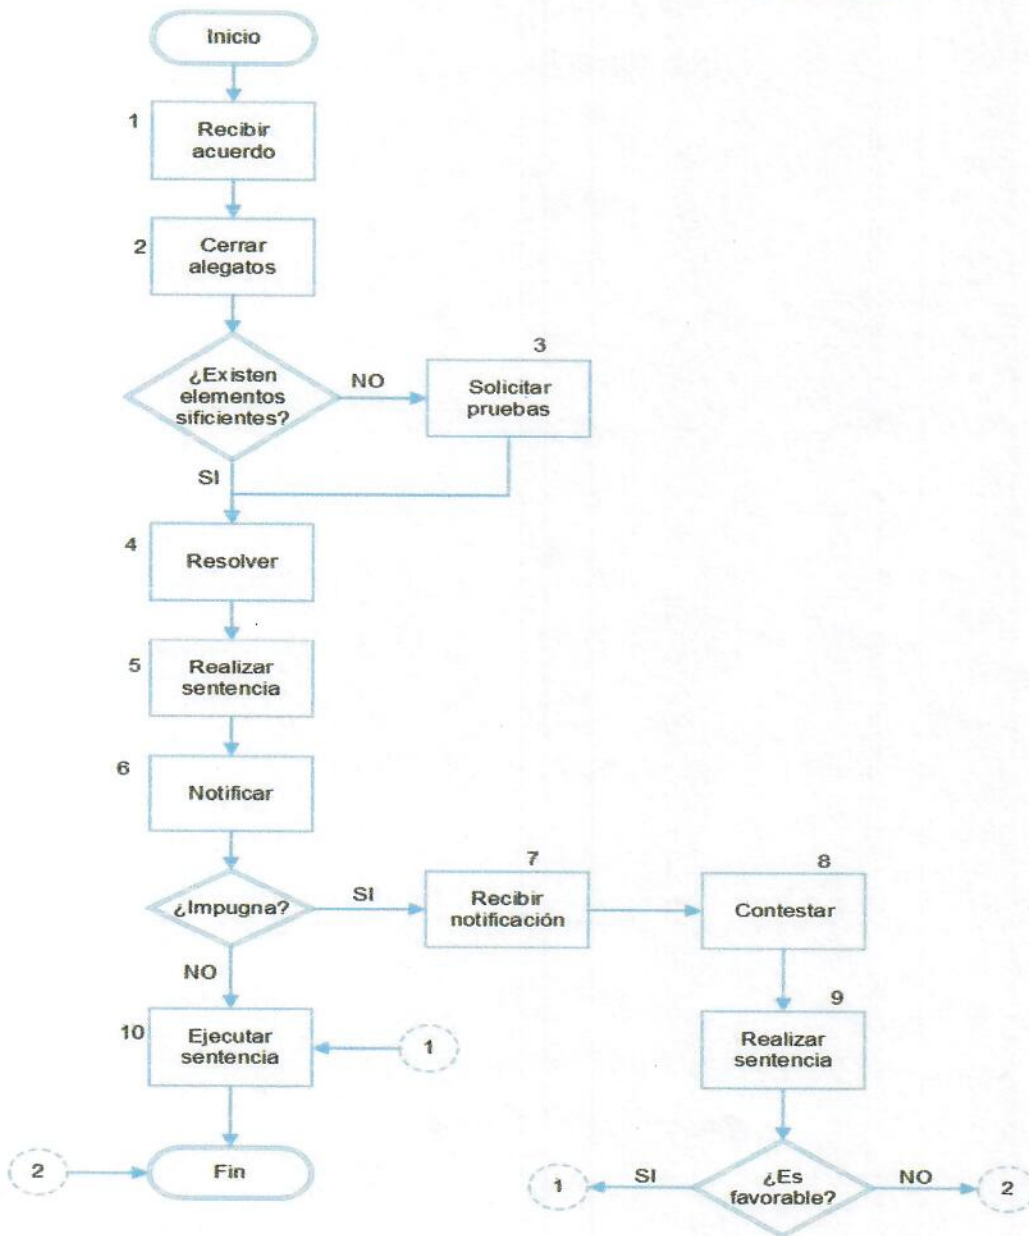 Inicio
1
Recibir
acuerdo
2
Cerrar
alegatos
¿Existen
elementos
sificientes?
NO
3
Solicitar
pruebas
SI
4
Resolver
5
Realizar
sentencia
6
Notificar
¿Impugna?
SI
7
Recibir
notificación
8
Contestar
NO
9
Realizar
sentencia
10
Ejecutar
sentencia
1
2
Fin
1
SI
¿Es
favorable?
NO
2